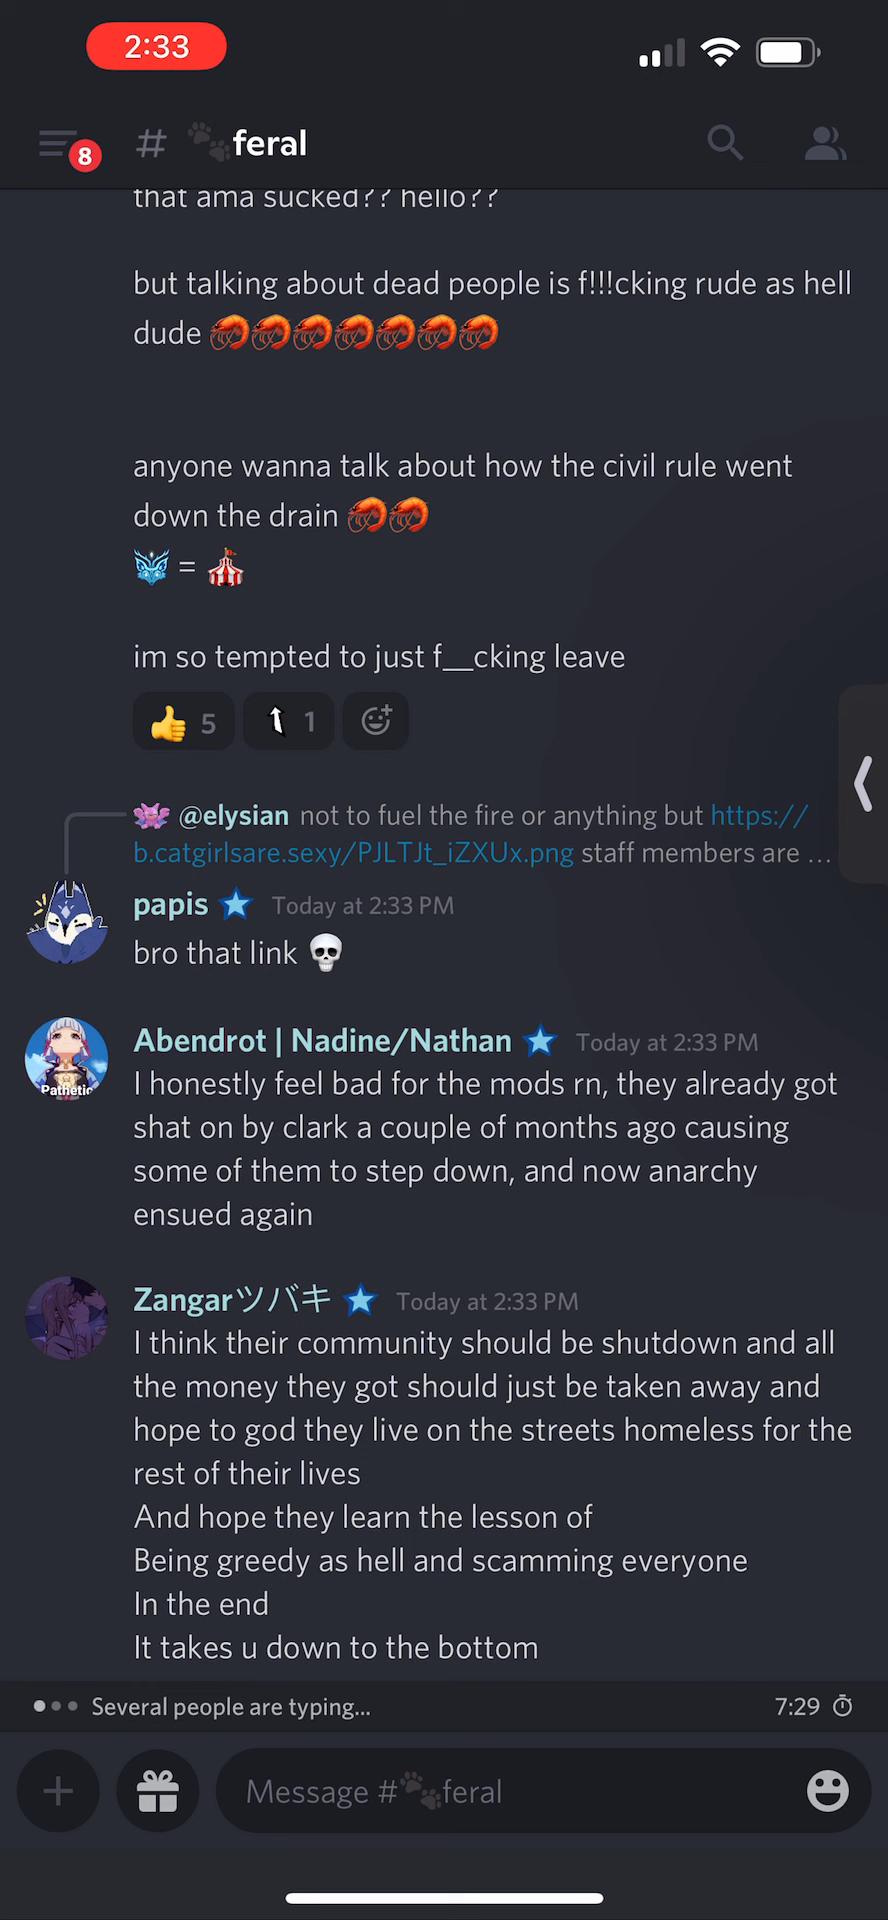 2:33
8
# feral
that ama sucked?? hello??
but talking about dead people is f!!!cking rude as hell
dude 🦐🦐🦐🦐🦐🦐🦐
anyone wanna talk about how the civil rule went
down the drain 🦐🦐
= 🎪
im so tempted to just f__cking leave
👍 5 1
@elysian not to fuel the fire or anything but https://
b.catgirlsare.sexy/PJLTJt_iZXUx.png staff members are ...
papis Today at 2:33 PM
bro that link 💀
Abendrot | Nadine/Nathan Today at 2:33 PM
Pathetic
I honestly feel bad for the mods rn, they already got
shat on by clark a couple of months ago causing
some of them to step down, and now anarchy
ensued again
Zangarツバキ Today at 2:33 PM
I think their community should be shutdown and all
the money they got should just be taken away and
hope to god they live on the streets homeless for the
rest of their lives
And hope they learn the lesson of
Being greedy as hell and scamming everyone
In the end
It takes u down to the bottom
Several people are typing... 7:29
Message #🐾feral